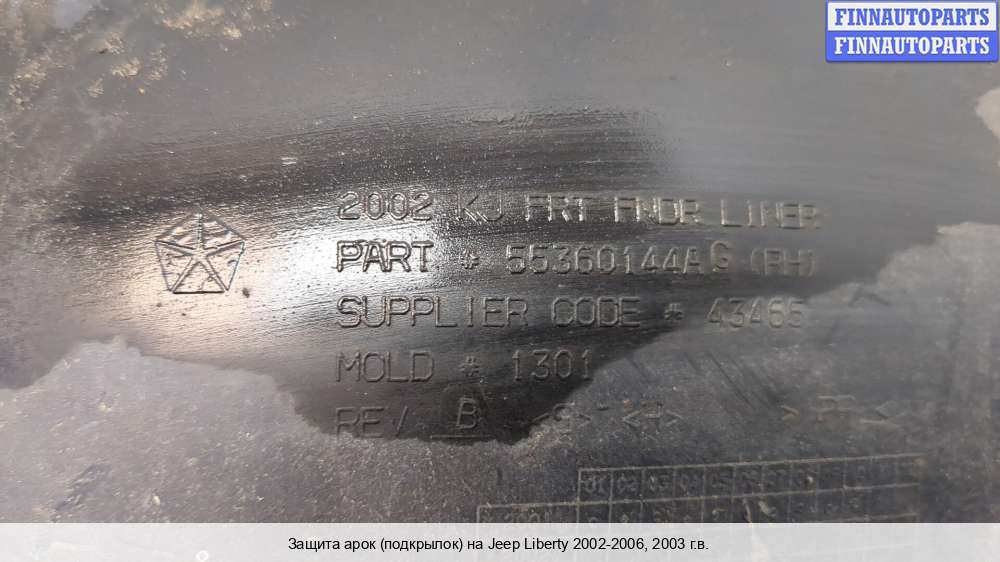 FINNAUTOPARTS
FINNAUTOPARTS
2002 KJ FRT FNDR LINER
PART * 55360144AG (RH)
SUPPLIER CODE * 43465
MOLD * 1301
REV B
Защита арок (подкрылок) на Jeep Liberty 2002-2006, 2003 г.в.